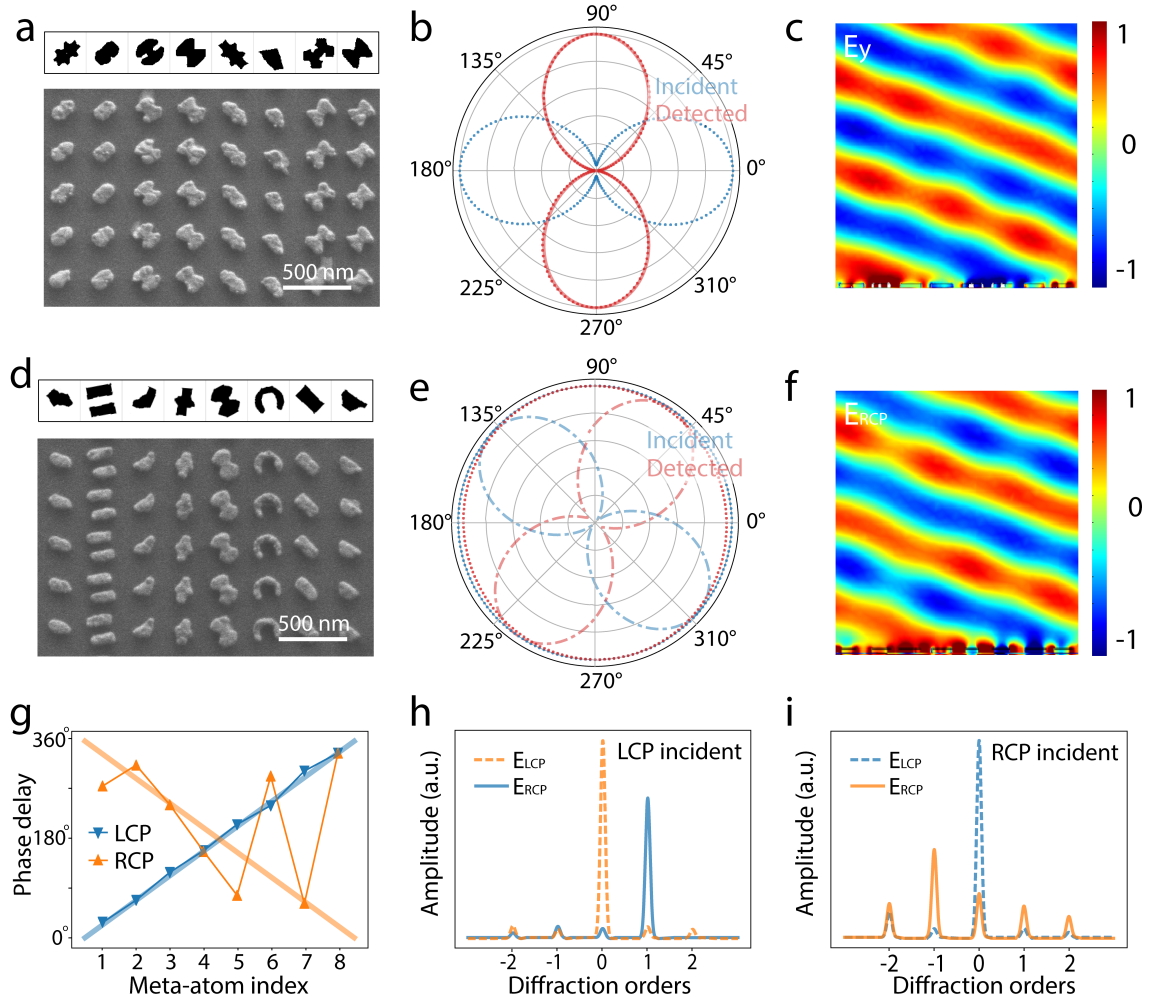 a
500 nm
b
90°
135°
45°
Incident
Detected
180°
0°
225°
310°
270°
c
Ey
1
0
-1
d
500 nm
e
90°
135°
45°
Incident
Detected
180°
0°
225°
310°
270°
f
ERCP
1
0
-1
g
360°
180°
0°
Phase delay
LCP
RCP
1 2 3 4 5 6 7 8
Meta-atom index
h
LCP incident
ELCP
ERCP
Amplitude (a.u.)
-2 -1 0 1 2
Diffraction orders
i
RCP incident
ELCP
ERCP
Amplitude (a.u.)
-2 -1 0 1 2
Diffraction orders